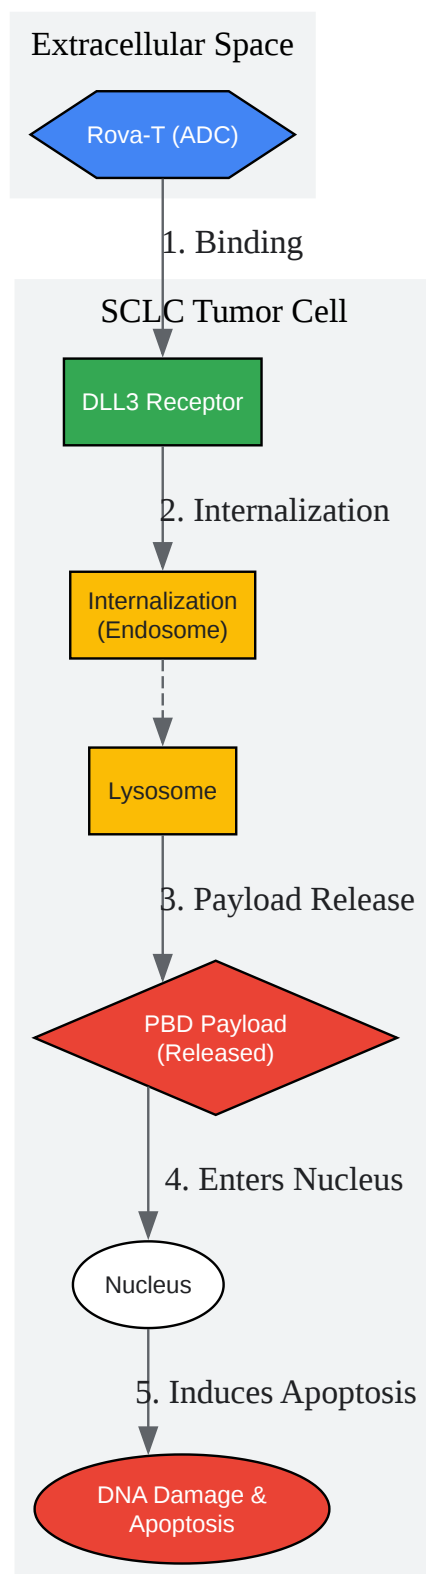 Extracellular Space
Rova-T (ADC)
1. Binding
SCLC Tumor Cell
DLL3 Receptor
2. Internalization
Internalization
(Endosome)
Lysosome
3. Payload Release
PBD Payload
(Released)
4. Enters Nucleus
Nucleus
5. Induces Apoptosis
DNA Damage &
Apoptosis